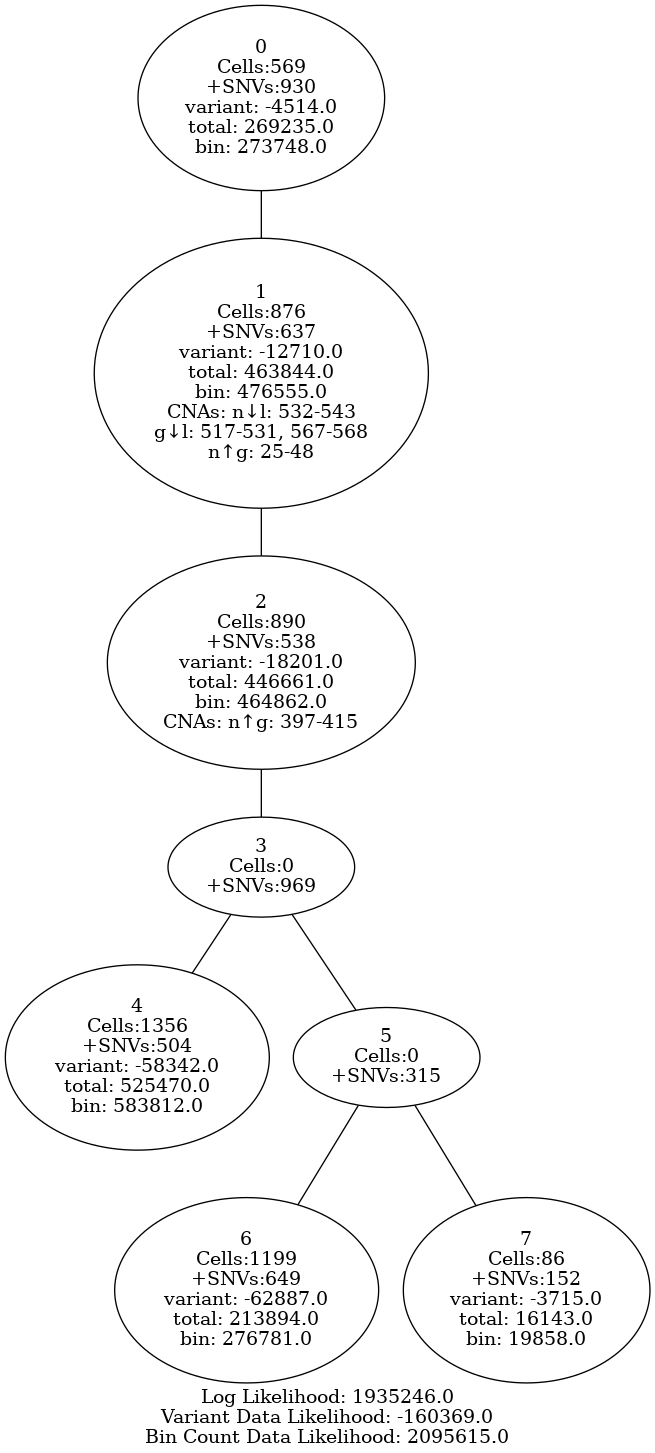 0
Cells:569
+SNVs:930
variant: -4514.0
total: 269235.0
bin: 273748.0
1
Cells:876
+SNVs:637
variant: -12710.0
total: 463844.0
bin: 476555.0
CNAs: n↓l: 532-543
g↓l: 517-531, 567-568
n↑g: 25-48
2
Cells:890
+SNVs:538
variant: -18201.0
total: 446661.0
bin: 464862.0
CNAs: n↑g: 397-415
3
Cells:0
+SNVs:969
4
Cells:1356
+SNVs:504
variant: -58342.0
total: 525470.0
bin: 583812.0
5
Cells:0
+SNVs:315
6
Cells:1199
+SNVs:649
variant: -62887.0
total: 213894.0
bin: 276781.0
7
Cells:86
+SNVs:152
variant: -3715.0
total: 16143.0
bin: 19858.0
Log Likelihood: 1935246.0
Variant Data Likelihood: -160369.0
Bin Count Data Likelihood: 2095615.0